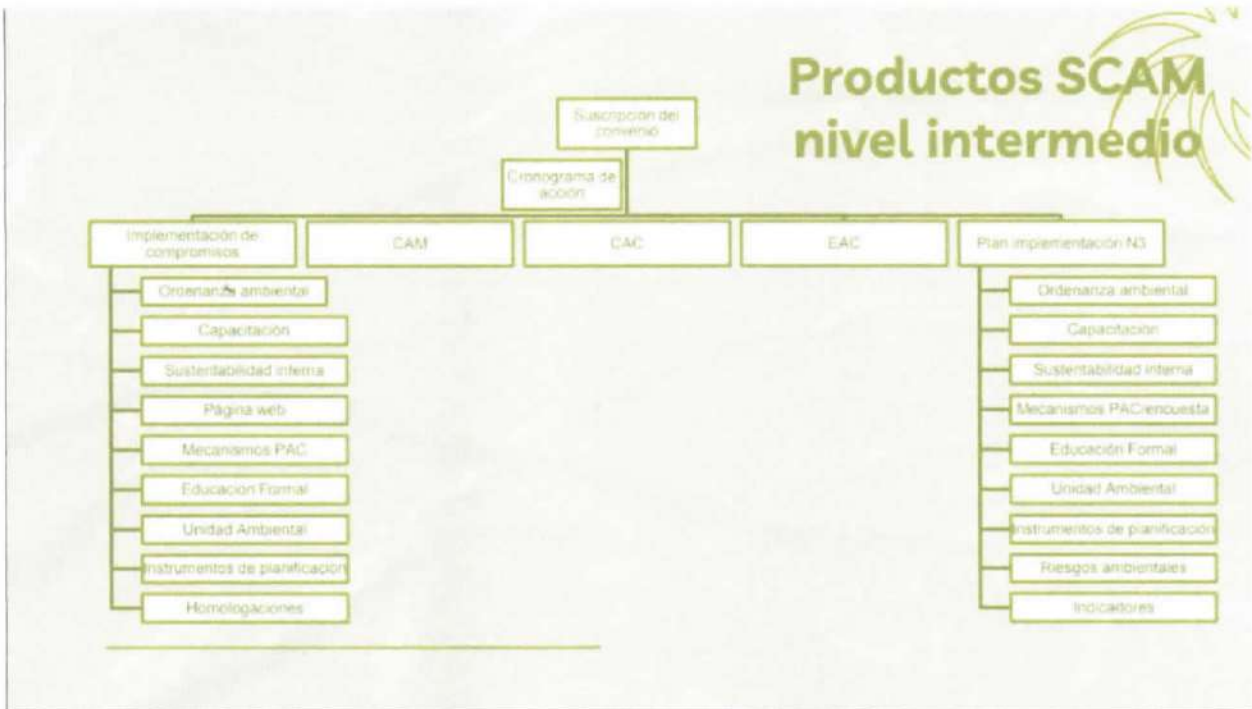 Productos SCAM
nivel intermedio
Suscripción del
convenio
Cronograma de
acción
Implementación de
compromisos
CAM
CAC
EAC
Plan implementación N3
Ordenanza ambiental
Capacitación
Sustentabilidad interna
Página web
Mecanismos PAC
Educación Formal
Unidad Ambiental
Instrumentos de planificación
Homologaciones
Ordenanza ambiental
Capacitación
Sustentabilidad interna
Mecanismos PAC/encuesta
Educación Formal
Unidad Ambiental
Instrumentos de planificación
Riesgos ambientales
Indicadores